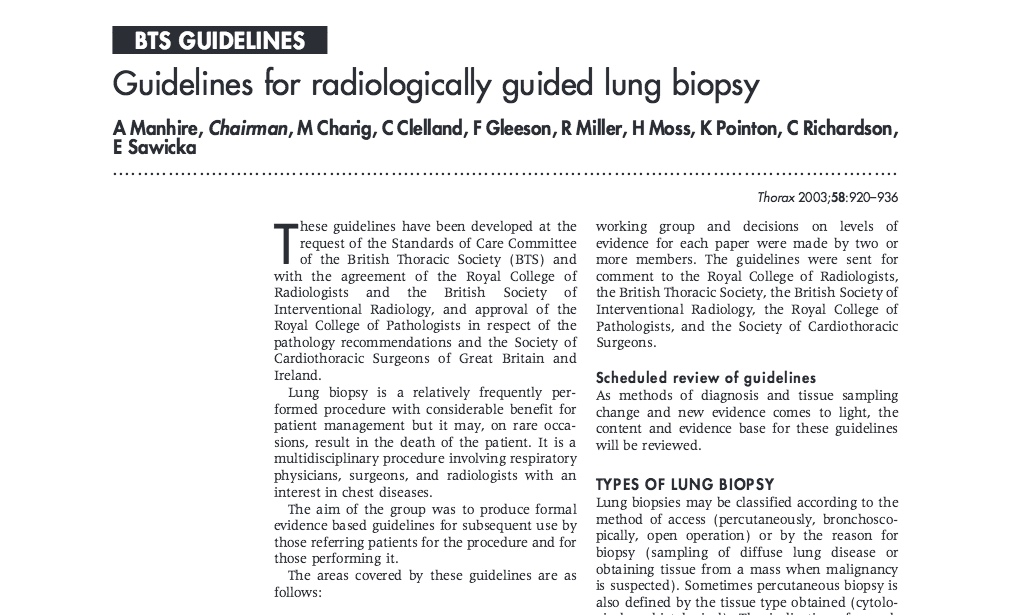 BTS GUIDELINES
Guidelines for radiologically guided lung biopsy
A Manhire, Chairman, M Charig, C Clelland, F Gleeson, R Miller, H Moss, K Pointon, C Richardson,
E Sawicka
Thorax 2003;58:920–936
These guidelines have been developed at the
request of the Standards of Care Committee
of the British Thoracic Society (BTS) and
with the agreement of the Royal College of
Radiologists and the British Society of
Interventional Radiology, and approval of the
Royal College of Pathologists in respect of the
pathology recommendations and the Society of
Cardiothoracic Surgeons of Great Britain and
Ireland.
Lung biopsy is a relatively frequently per-
formed procedure with considerable benefit for
patient management but it may, on rare occa-
sions, result in the death of the patient. It is a
multidisciplinary procedure involving respiratory
physicians, surgeons, and radiologists with an
interest in chest diseases.
The aim of the group was to produce formal
evidence based guidelines for subsequent use by
those referring patients for the procedure and for
those performing it.
The areas covered by these guidelines are as
follows:
working group and decisions on levels of
evidence for each paper were made by two or
more members. The guidelines were sent for
comment to the Royal College of Radiologists,
the British Thoracic Society, the British Society of
Interventional Radiology, the Royal College of
Pathologists, and the Society of Cardiothoracic
Surgeons.
Scheduled review of guidelines
As methods of diagnosis and tissue sampling
change and new evidence comes to light, the
content and evidence base for these guidelines
will be reviewed.
TYPES OF LUNG BIOPSY
Lung biopsies may be classified according to the
method of access (percutaneously, bronchosco-
pically, open operation) or by the reason for
biopsy (sampling of diffuse lung disease or
obtaining tissue from a mass when malignancy
is suspected). Sometimes percutaneous biopsy is
also defined by the tissue type obtained (cytolo-